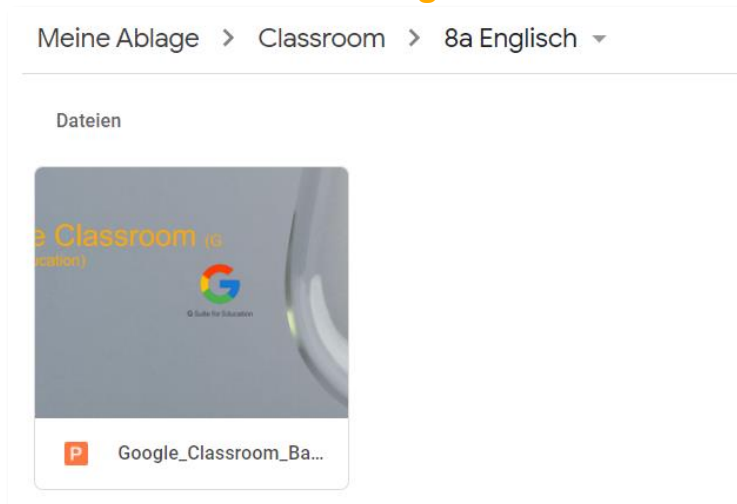 Meine Ablage > Classroom > 8a Englisch
Dateien
e Classroom (G
ucation)
G Suite for Education
P Google_Classroom_Ba...